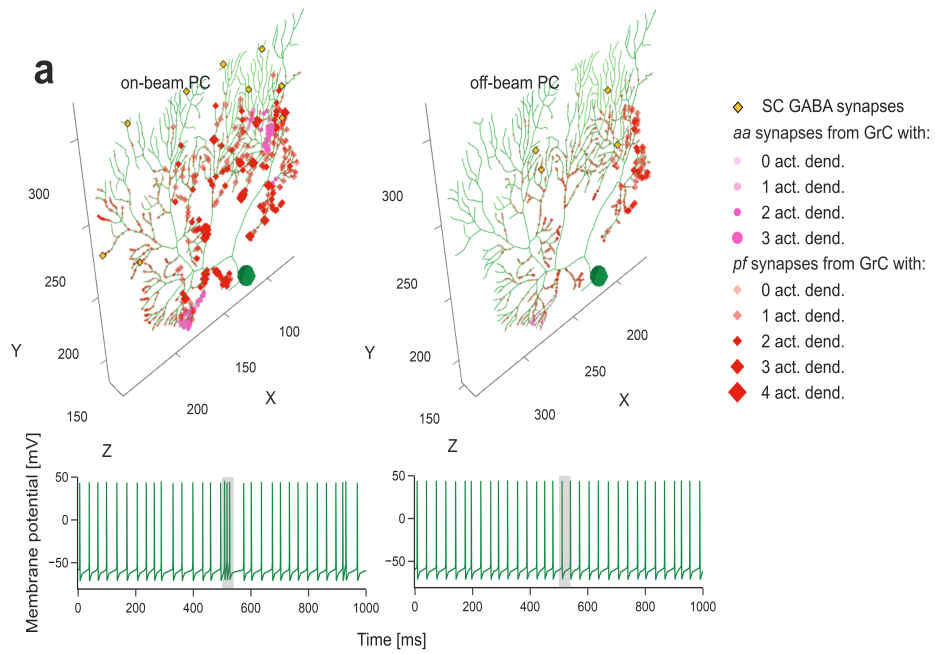 a
on-beam PC
off-beam PC
SC GABA synapses
aa synapses from GrC with:
0 act. dend.
1 act. dend.
2 act. dend.
3 act. dend.
pf synapses from GrC with:
0 act. dend.
1 act. dend.
2 act. dend.
3 act. dend.
4 act. dend.
300
250
200
150
Y
100
150
200
X
Z
300
250
200
150
Y
200
250
300
X
Z
Membrane potential [mV]
50
0
−50
0
200
400
600
800
1000
50
0
−50
0
200
400
600
800
1000
Time [ms]